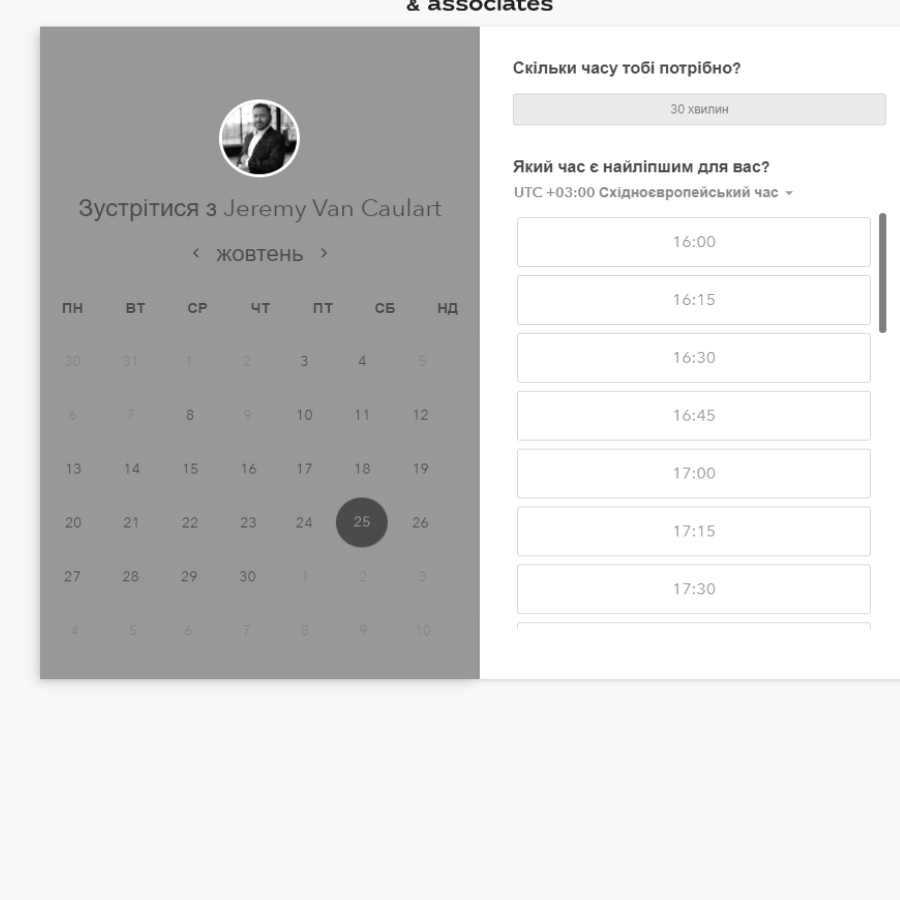 & associates
Зустрітися з Jeremy Van Caulart
жовтень
ПН ВТ СР ЧТ ПТ СБ НД
30 31 1 2 3 4 5
6 7 8 9 10 11 12
13 14 15 16 17 18 19
20 21 22 23 24 25 26
27 28 29 30 1 2 3
4 5 6 7 8 9 10
Скільки часу тобі потрібно?
30 хвилин
Який час є найліпшим для вас?
UTC +03:00 Східноєвропейський час
16:00
16:15
16:30
16:45
17:00
17:15
17:30